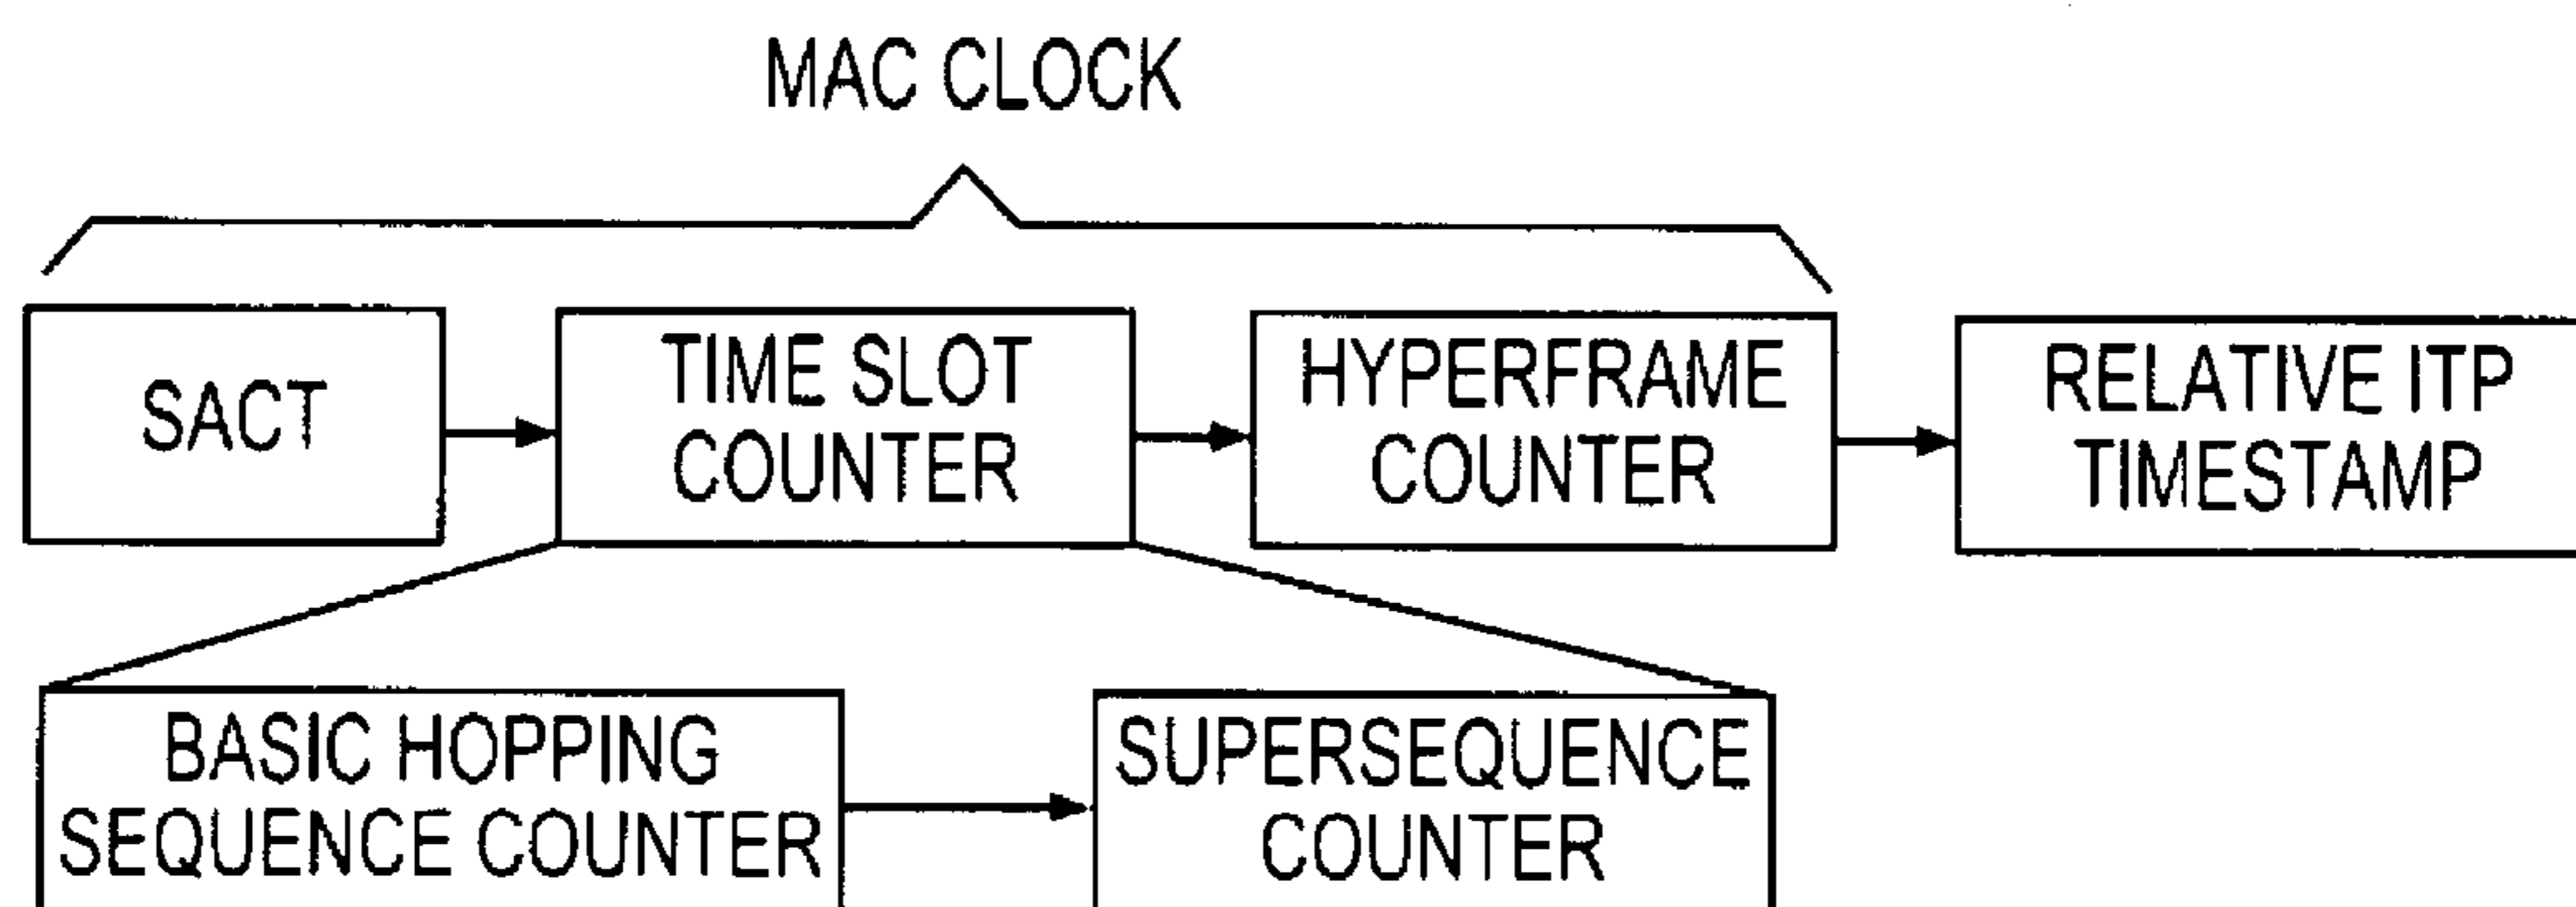 MAC CLOCK
SACT
TIME SLOT
COUNTER
HYPERFRAME
COUNTER
RELATIVE ITP
TIMESTAMP
BASIC HOPPING
SEQUENCE COUNTER
SUPERSEQUENCE
COUNTER